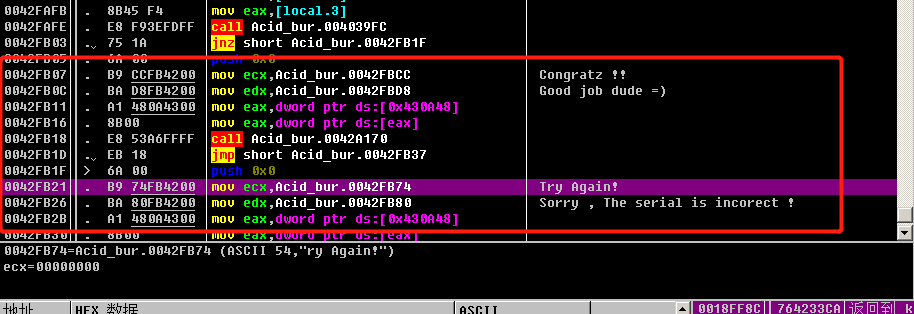 0042FAFB . 8B45 F4 mov eax,[local.3]
0042FAFE . E8 F93EFDFF call Acid_bur.004039FC
0042FB03 .˅ 75 1A jnz short Acid_bur.0042FB1F
0042FB05 . 6A 00 push 0x0
0042FB07 . B9 CCFB4200 mov ecx,Acid_bur.0042FBCC Congratz !!
0042FB0C . BA D8FB4200 mov edx,Acid_bur.0042FBD8 Good job dude =)
0042FB11 . A1 480A4300 mov eax,dword ptr ds:[0x430A48]
0042FB16 . 8B00 mov eax,dword ptr ds:[eax]
0042FB18 . E8 53A6FFFF call Acid_bur.0042A170
0042FB1D .˅ EB 18 jmp short Acid_bur.0042FB37
0042FB1F > 6A 00 push 0x0
0042FB21 . B9 74FB4200 mov ecx,Acid_bur.0042FB74 Try Again!
0042FB26 . BA 80FB4200 mov edx,Acid_bur.0042FB80 Sorry , The serial is incorect !
0042FB2B . A1 480A4300 mov eax,dword ptr ds:[0x430A48]
0042FB30 . 8B00 mov eax,dword ptr ds:[eax]
0042FB74=Acid_bur.0042FB74 (ASCII 54,"ry Again!")
ecx=00000000
地址 HEX 数据 ASCII 0018FF8C 764233CA 返回到 k